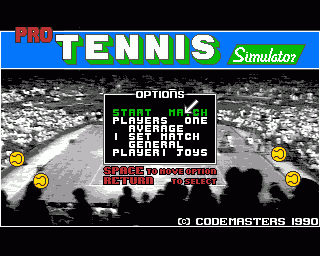 PRO
TENNIS
Simulator
OPTIONS
START MATCH
PLAYERS ONE
AVERAGE
1 SET MATCH
GENERAL
PLAYER1 JOYS
SPACE TO MOVE OPTION
RETURN TO SELECT
© CODEMASTERS 1990